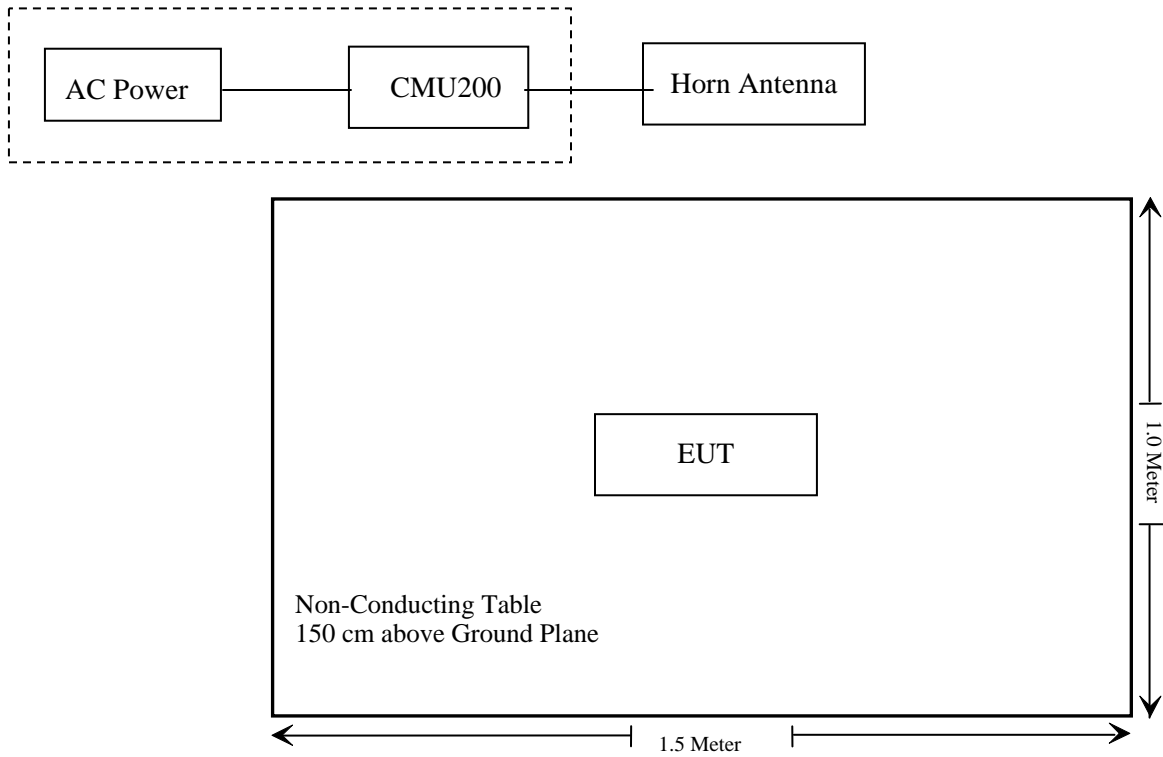 AC Power
CMU200
Horn Antenna
EUT
1.0 Meter
Non-Conducting Table
150 cm above Ground Plane
1.5 Meter